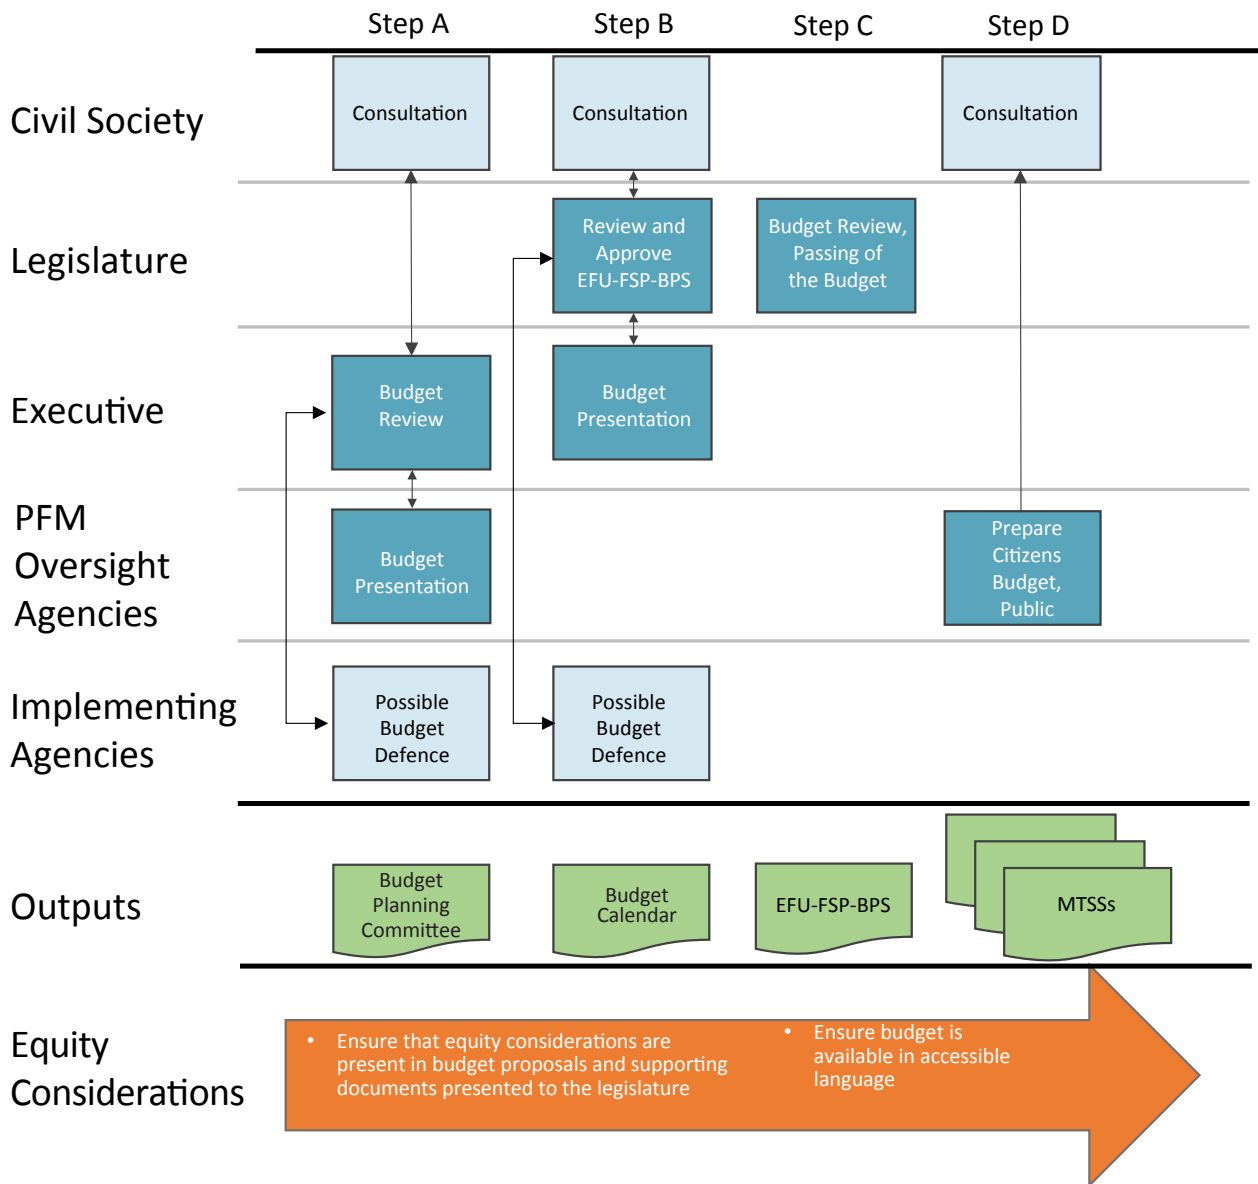 Step A
Step B
Step C
Step D
Civil Society
Consultation
Consultation
Consultation
Legislature
Review and
Approve
EFU-FSP-BPS
Budget Review,
Passing of
the Budget
Executive
Budget
Review
Budget
Presentation
PFM
Oversight
Agencies
Budget
Presentation
Prepare
Citizens
Budget,
Public
Implementing
Agencies
Possible
Budget
Defence
Possible
Budget
Defence
Outputs
Budget
Planning
Committee
Budget
Calendar
EFU-FSP-BPS
MTSSs
Equity
Considerations
• Ensure that equity considerations are
present in budget proposals and supporting
documents presented to the legislature
• Ensure budget is
available in accessible
language